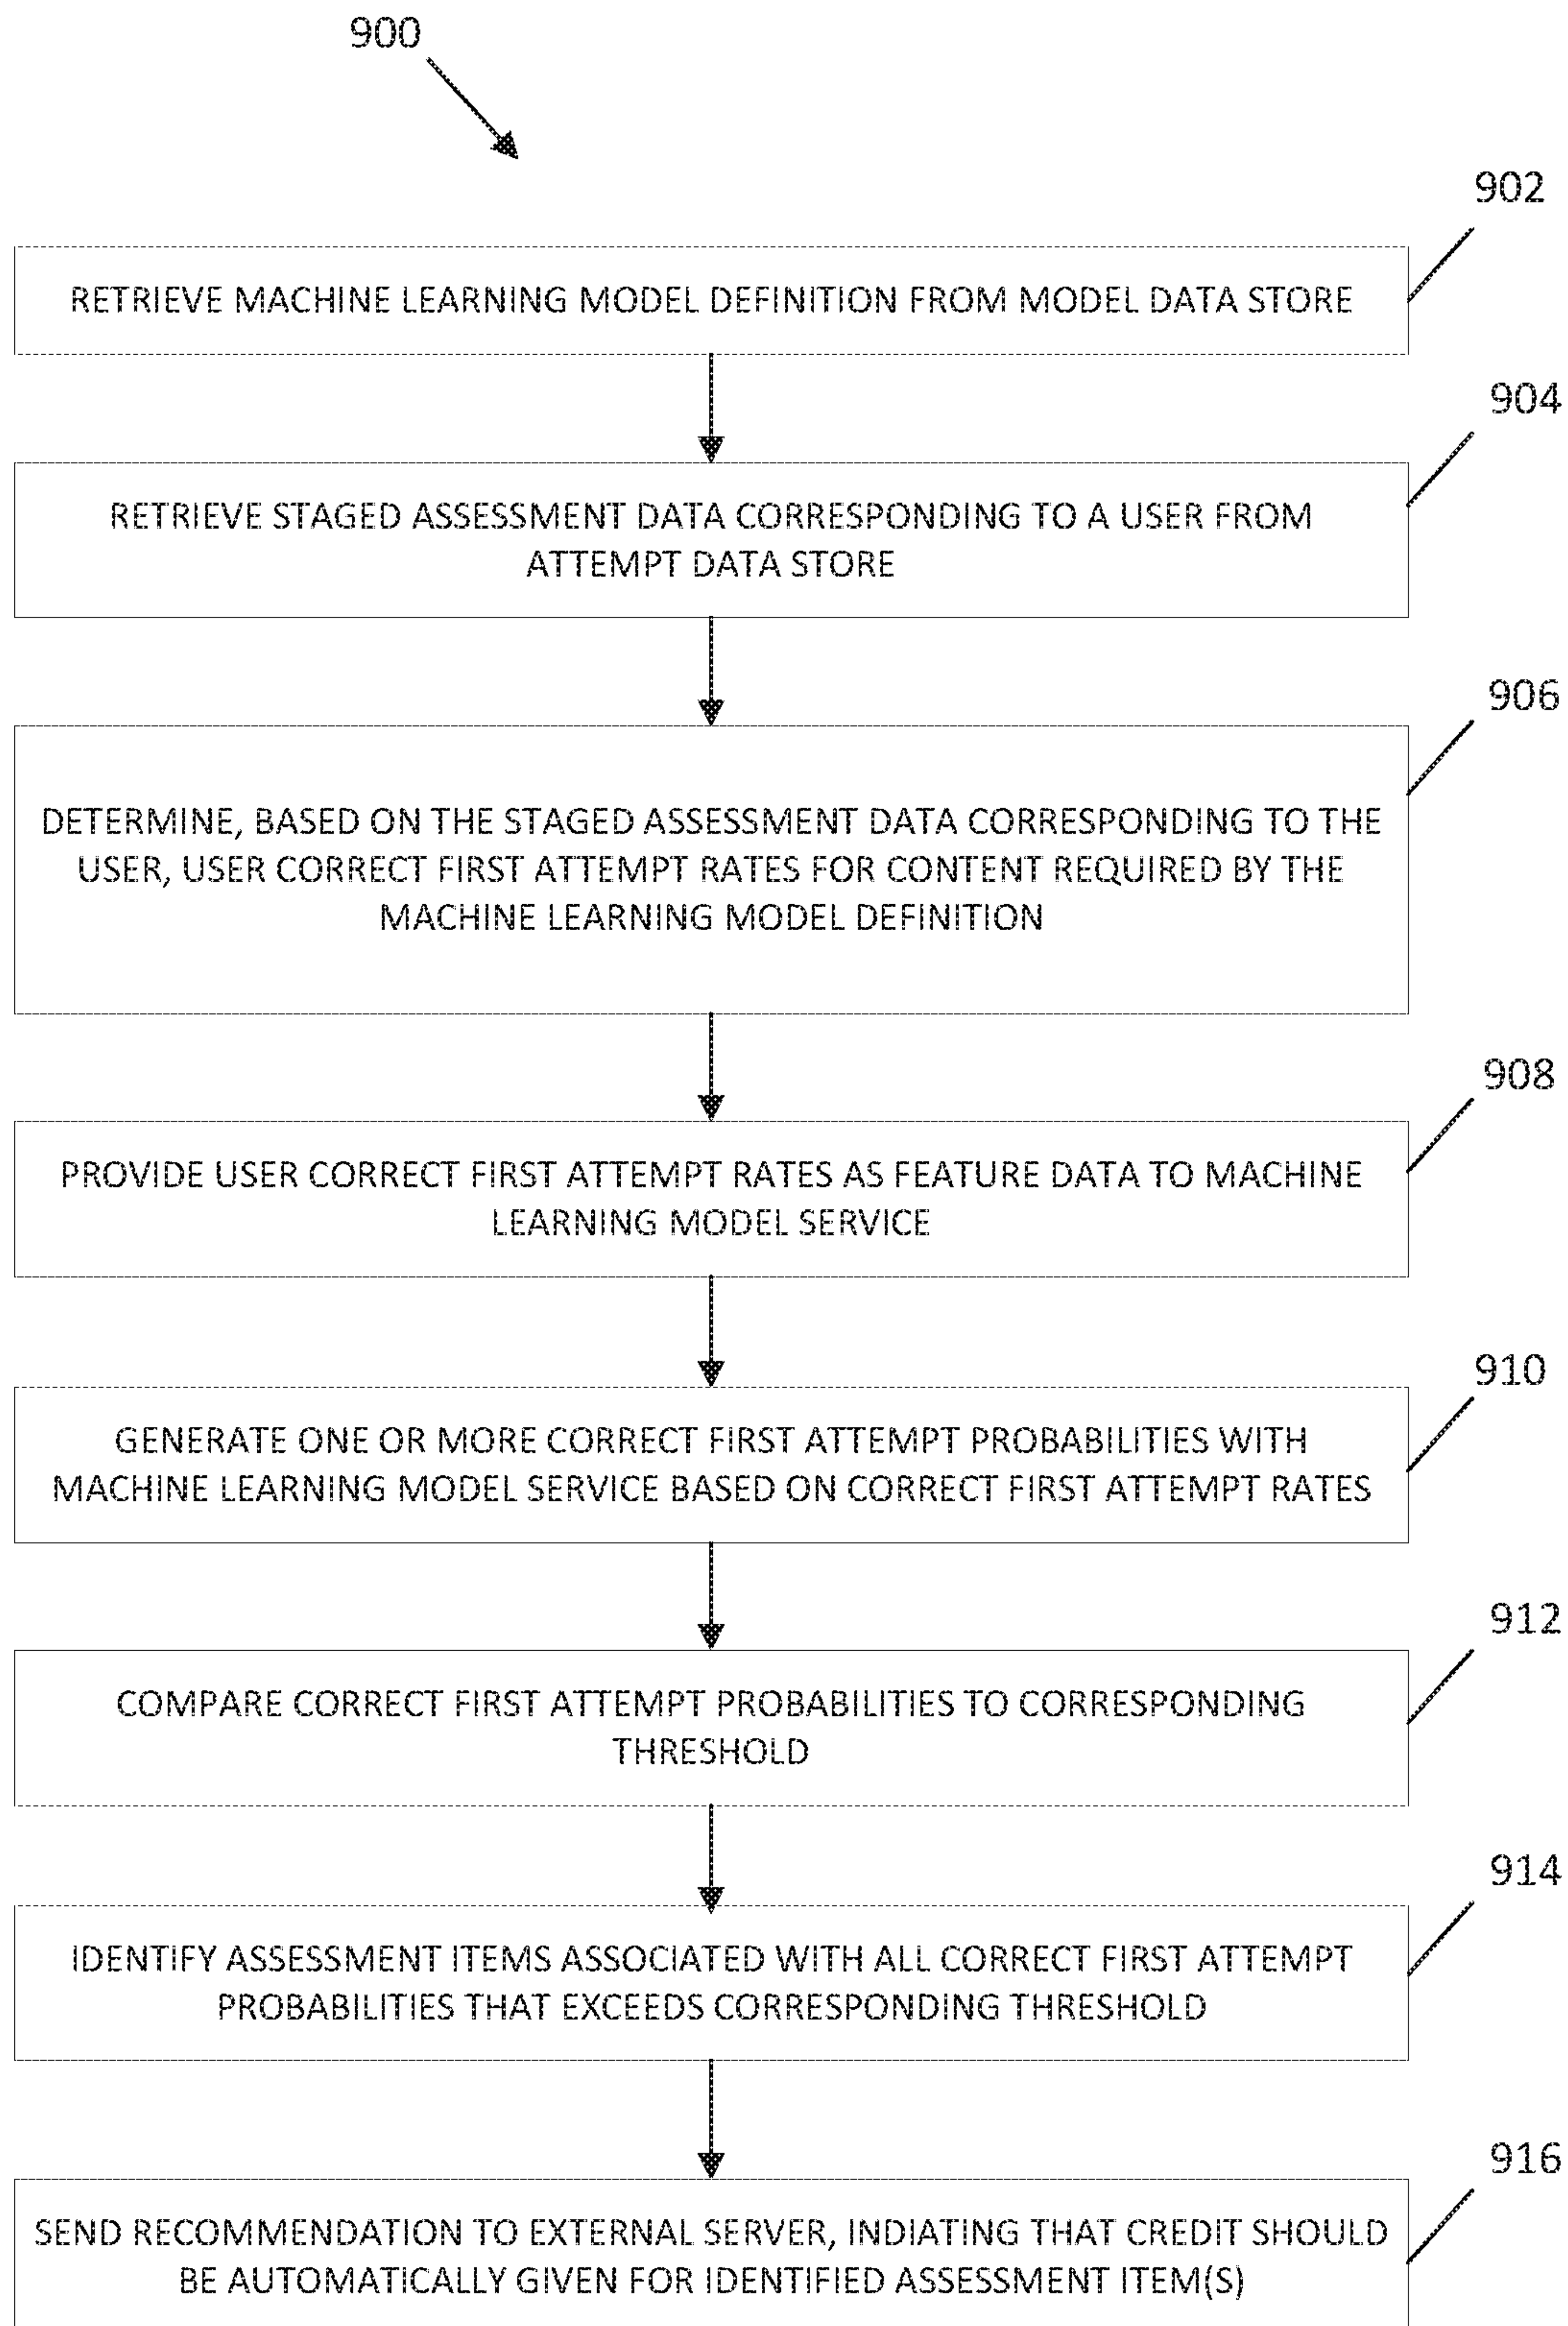 900
902
RETRIEVE MACHINE LEARNING MODEL DEFINITION FROM MODEL DATA STORE
904
RETRIEVE STAGED ASSESSMENT DATA CORRESPONDING TO A USER FROM
ATTEMPT DATA STORE
906
DETERMINE, BASED ON THE STAGED ASSESSMENT DATA CORRESPONDING TO THE
USER, USER CORRECT FIRST ATTEMPT RATES FOR CONTENT REQUIRED BY THE
MACHINE LEARNING MODEL DEFINITION
908
PROVIDE USER CORRECT FIRST ATTEMPT RATES AS FEATURE DATA TO MACHINE
LEARNING MODEL SERVICE
910
GENERATE ONE OR MORE CORRECT FIRST ATTEMPT PROBABILITIES WITH
MACHINE LEARNING MODEL SERVICE BASED ON CORRECT FIRST ATTEMPT RATES
912
COMPARE CORRECT FIRST ATTEMPT PROBABILITIES TO CORRESPONDING
THRESHOLD
914
IDENTIFY ASSESSMENT ITEMS ASSOCIATED WITH ALL CORRECT FIRST ATTEMPT
PROBABILITIES THAT EXCEEDS CORRESPONDING THRESHOLD
916
SEND RECOMMENDATION TO EXTERNAL SERVER, INDIATING THAT CREDIT SHOULD
BE AUTOMATICALLY GIVEN FOR IDENTIFIED ASSESSMENT ITEM(S)